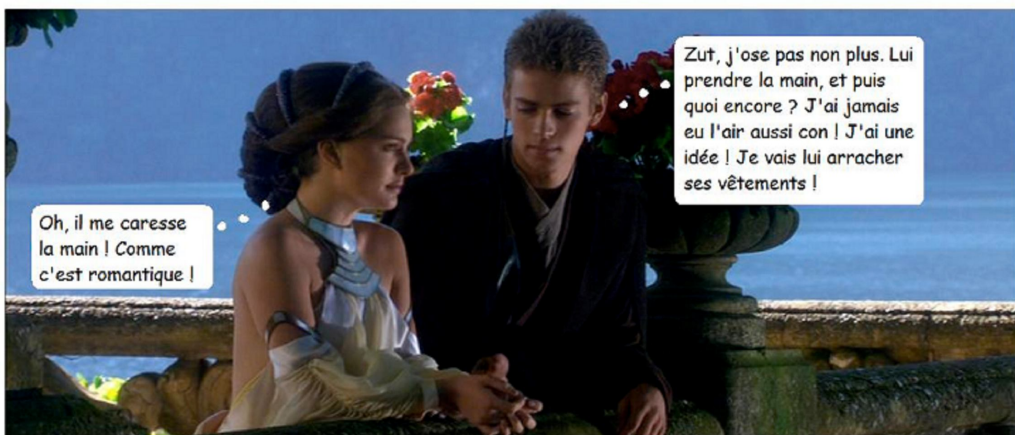 Oh, il me caresse
la main ! Comme
c'est romantique !
Zut, j'ose pas non plus. Lui
prendre la main, et puis
quoi encore ? J'ai jamais
eu l'air aussi con ! J'ai une
idée ! Je vais lui arracher
ses vêtements !